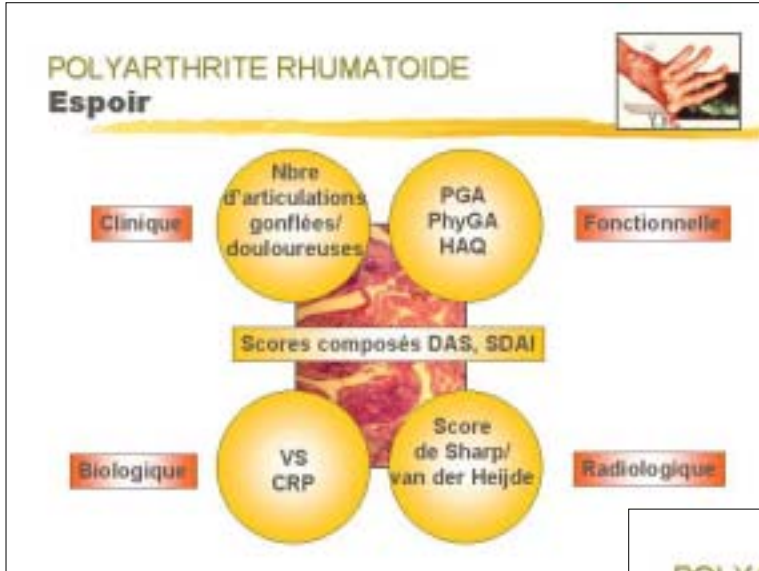 POLYARTHRITE RHUMATOIDE
Espoir
Nbre
d'articulations
gonflées/
douloureuses
PGA
PhyGA
HAQ
Clinique
Fonctionnelle
Scores composés DAS, SDAI
Biologique
VS
CRP
Score
de Sharp/
van der Heijde
Radiologique